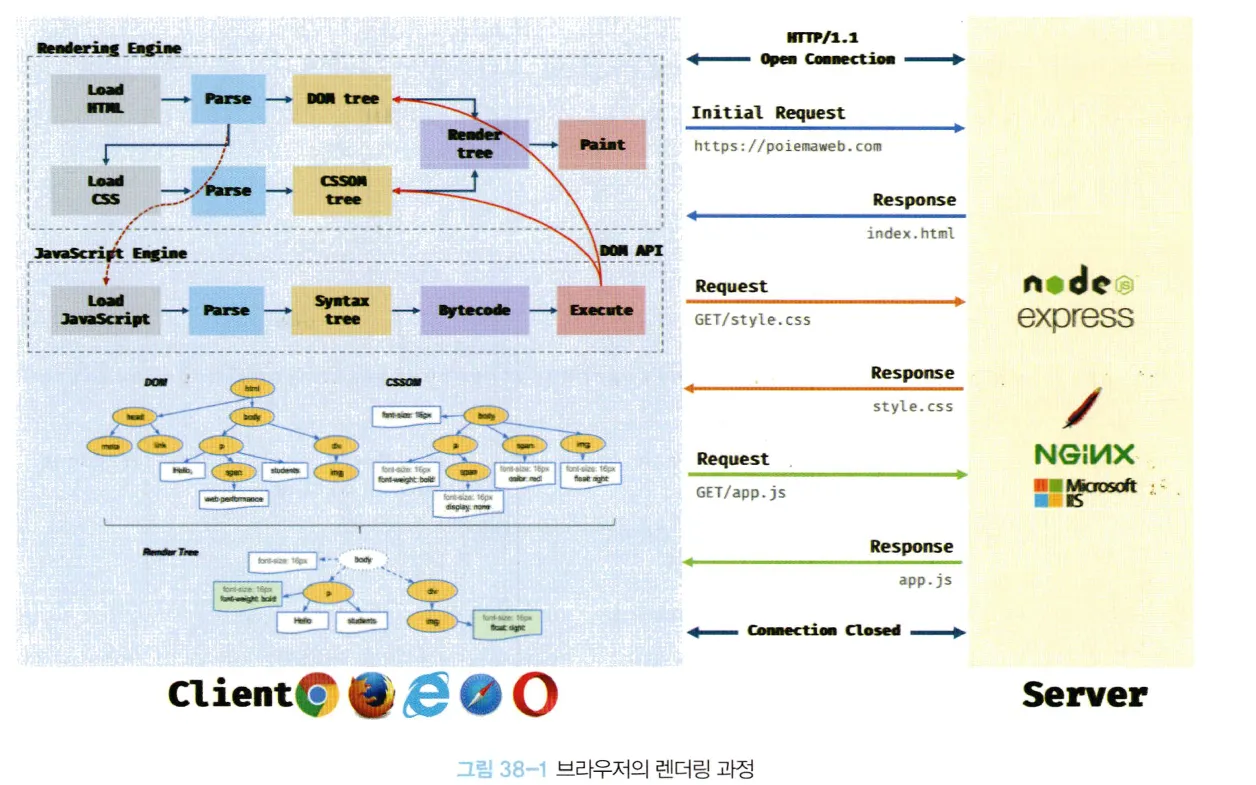 Rendering Engine
Load
HTML
Parse
DOM tree
Render
tree
Paint
Load
CSS
Parse
CSSOM
tree
JavaScript Engine
DOM API
Load
JavaScript
Parse
Syntax
tree
Bytecode
Execute
DOM
html
head
body
meta
link
p
div
Hello,
span
students
img
web performance
CSSOM
font-size: 16px
body
p
span
img
font-size: 16px
font-weight: bold
span
font-size: 16px
color: red
font-size: 16px
float: right
font-size: 16px
display: none
Render Tree
font-size: 16px
body
font-size: 16px
font-weight: bold
p
div
Hello
students
img
font-size: 16px
float: right
HTTP/1.1
Open Connection
Initial Request
https://poiemaweb.com
Response
index.html
Request
GET/style.css
Response
style.css
Request
GET/app.js
Response
app.js
Connection Closed
node
JS
express
NGINX
Microsoft
IIS
Client
Server
그림 38-1 브라우저의 렌더링 과정